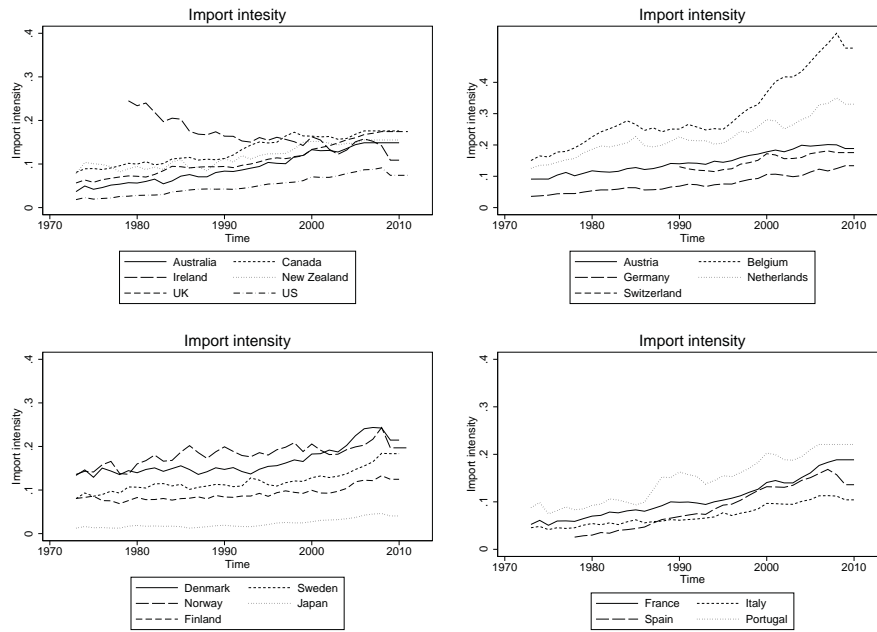 Import intesity
Import intensity
.4
.3
.2
.1
0
1970 1980 1990 2000 2010
Time
Australia Canada
Ireland New Zealand
UK US
Import intensity
Import intensity
.4
.3
.2
.1
0
1970 1980 1990 2000 2010
Time
Austria Belgium
Germany Netherlands
Switzerland
Import intensity
Import intensity
.4
.3
.2
.1
0
1970 1980 1990 2000 2010
Time
Denmark Sweden
Norway Japan
Finland
Import intensity
Import intensity
.4
.3
.2
.1
0
1970 1980 1990 2000 2010
Time
France Italy
Spain Portugal